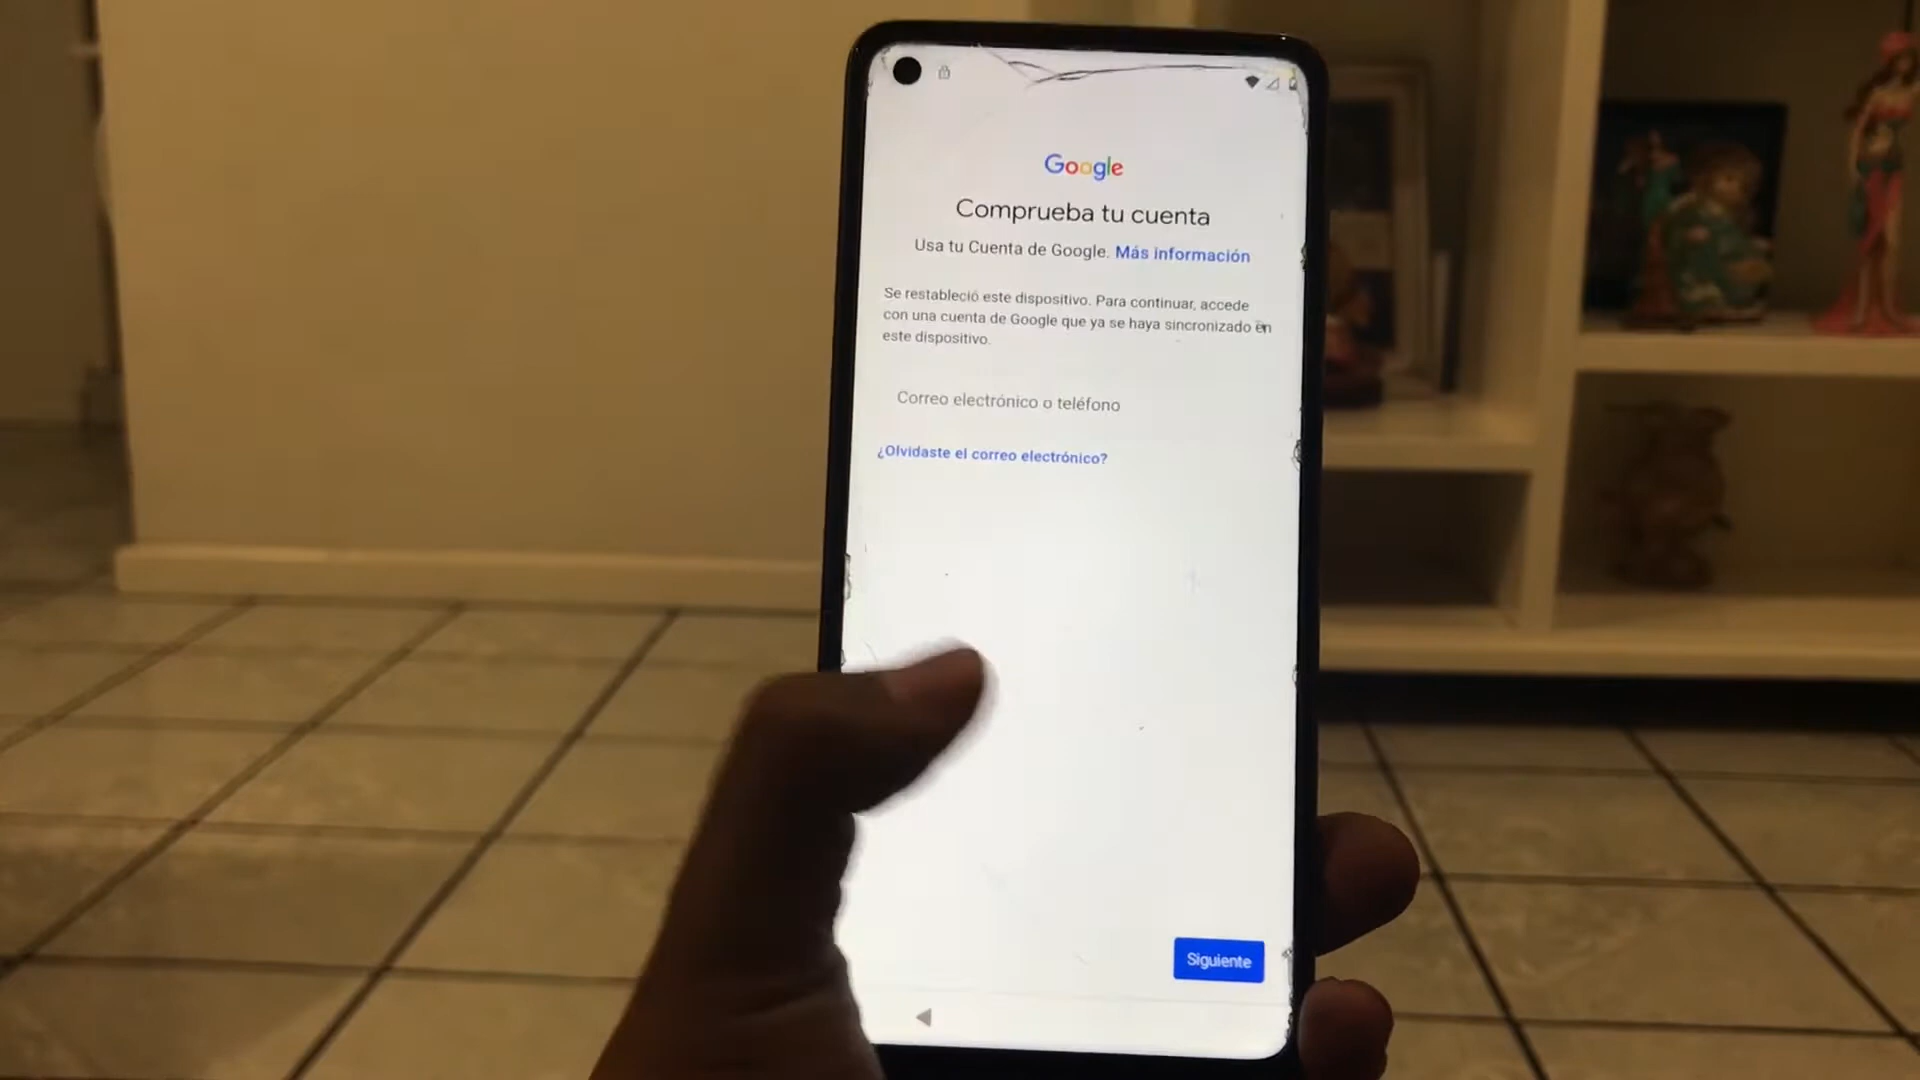 Google
Comprueba tu cuenta
Usa tu Cuenta de Google. Más información
Se restableció este dispositivo. Para continuar, accede
con una cuenta de Google que ya se haya sincronizado en
este dispositivo.
Correo electrónico o teléfono
¿Olvidaste el correo electrónico?
Siguiente